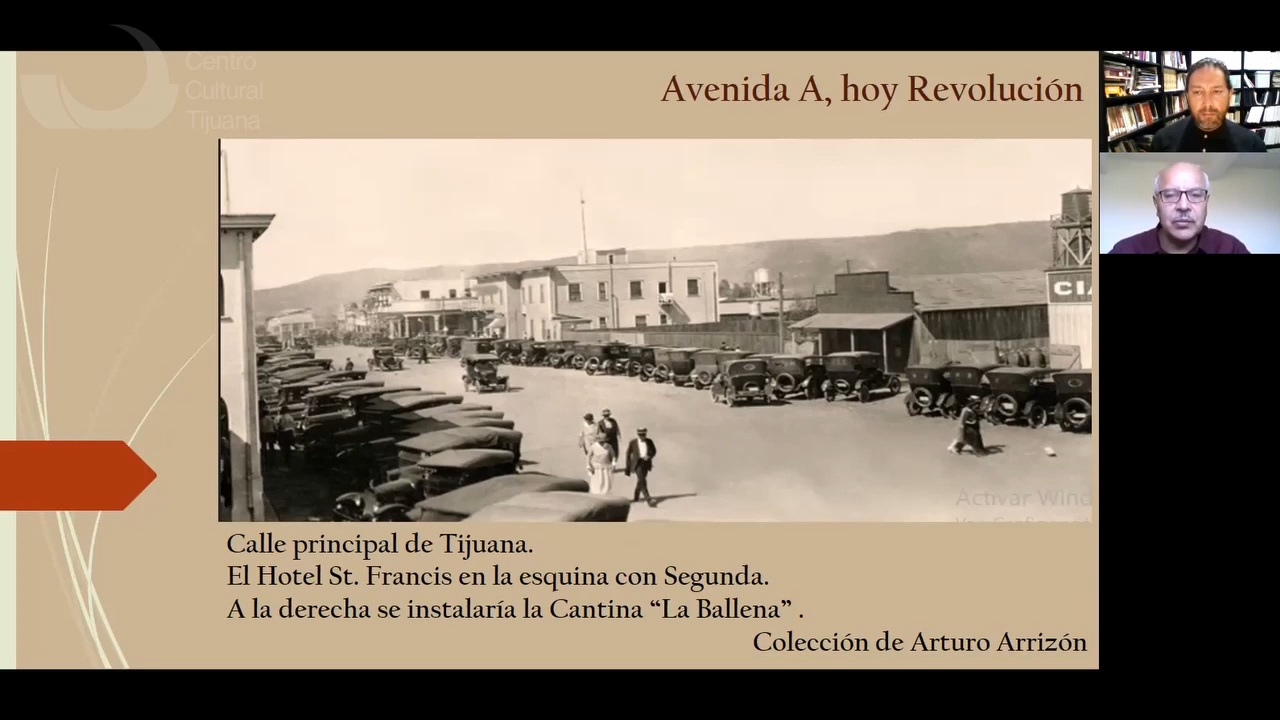 Centro
Cultural
Tijuana
Avenida A, hoy Revolución
CIA
Activar Wind
Calle principal de Tijuana.
El Hotel St. Francis en la esquina con Segunda.
A la derecha se instalaría la Cantina “La Ballena” .
Colección de Arturo Arrizón